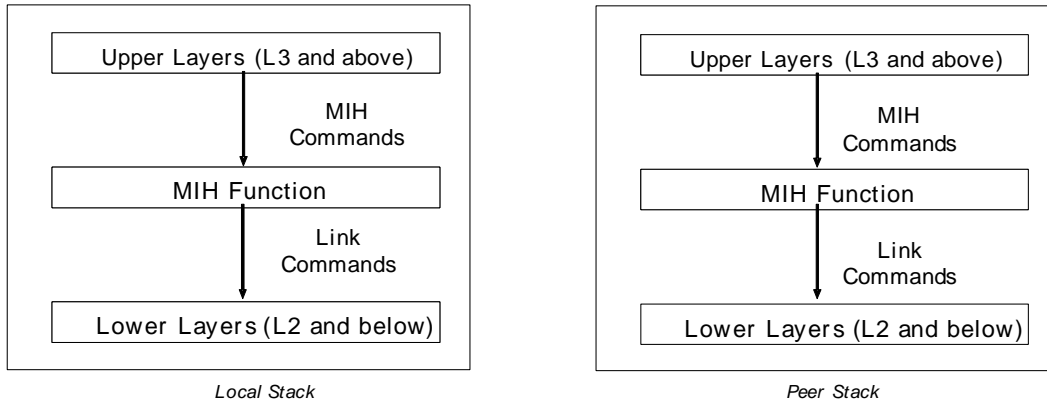 Upper Layers (L3 and above)
MIH
Commands
MIH Function
Link
Commands
Lower Layers (L2 and below)
Local Stack
Upper Layers (L3 and above)
MIH
Commands
MIH Function
Link
Commands
Lower Layers (L2 and below)
Peer Stack